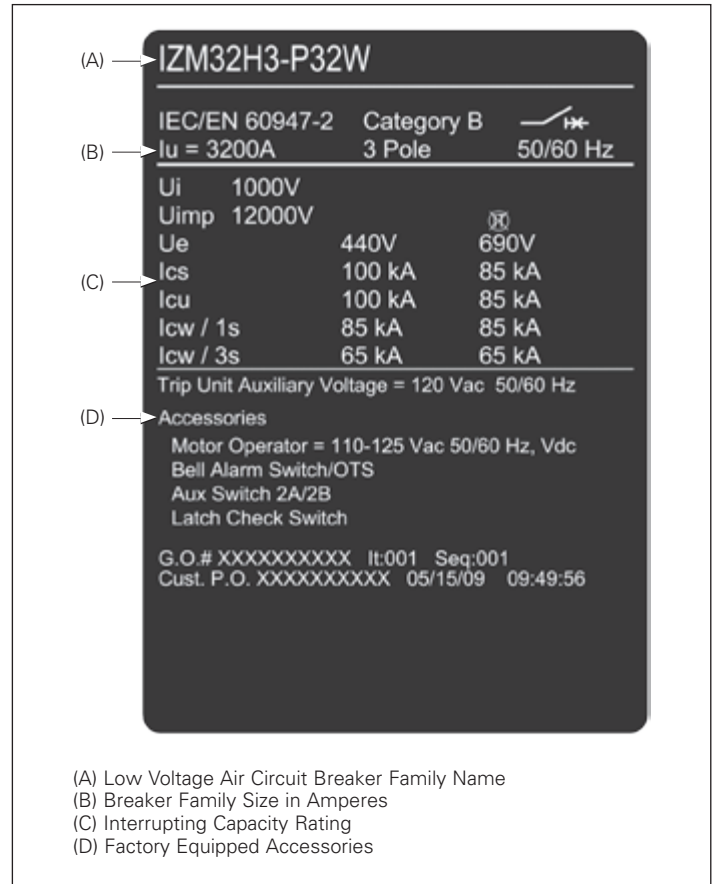 (A) IZM32H3-P32W
IEC/EN 60947-2 Category B
(B) Iu = 3200A 3 Pole 50/60 Hz
Ui 1000V
Uimp 12000V
Ue 440V 690V
(C) Ics 100 kA 85 kA
Icu 100 kA 85 kA
Icw / 1s 85 kA 85 kA
Icw / 3s 65 kA 65 kA
Trip Unit Auxiliary Voltage = 120 Vac 50/60 Hz
(D) Accessories
Motor Operator = 110-125 Vac 50/60 Hz, Vdc
Bell Alarm Switch/OTS
Aux Switch 2A/2B
Latch Check Switch
G.O.# XXXXXXXXXX It:001 Seq:001
Cust. P.O. XXXXXXXXXX 05/15/09 09:49:56
(A) Low Voltage Air Circuit Breaker Family Name
(B) Breaker Family Size in Amperes
(C) Interrupting Capacity Rating
(D) Factory Equipped Accessories